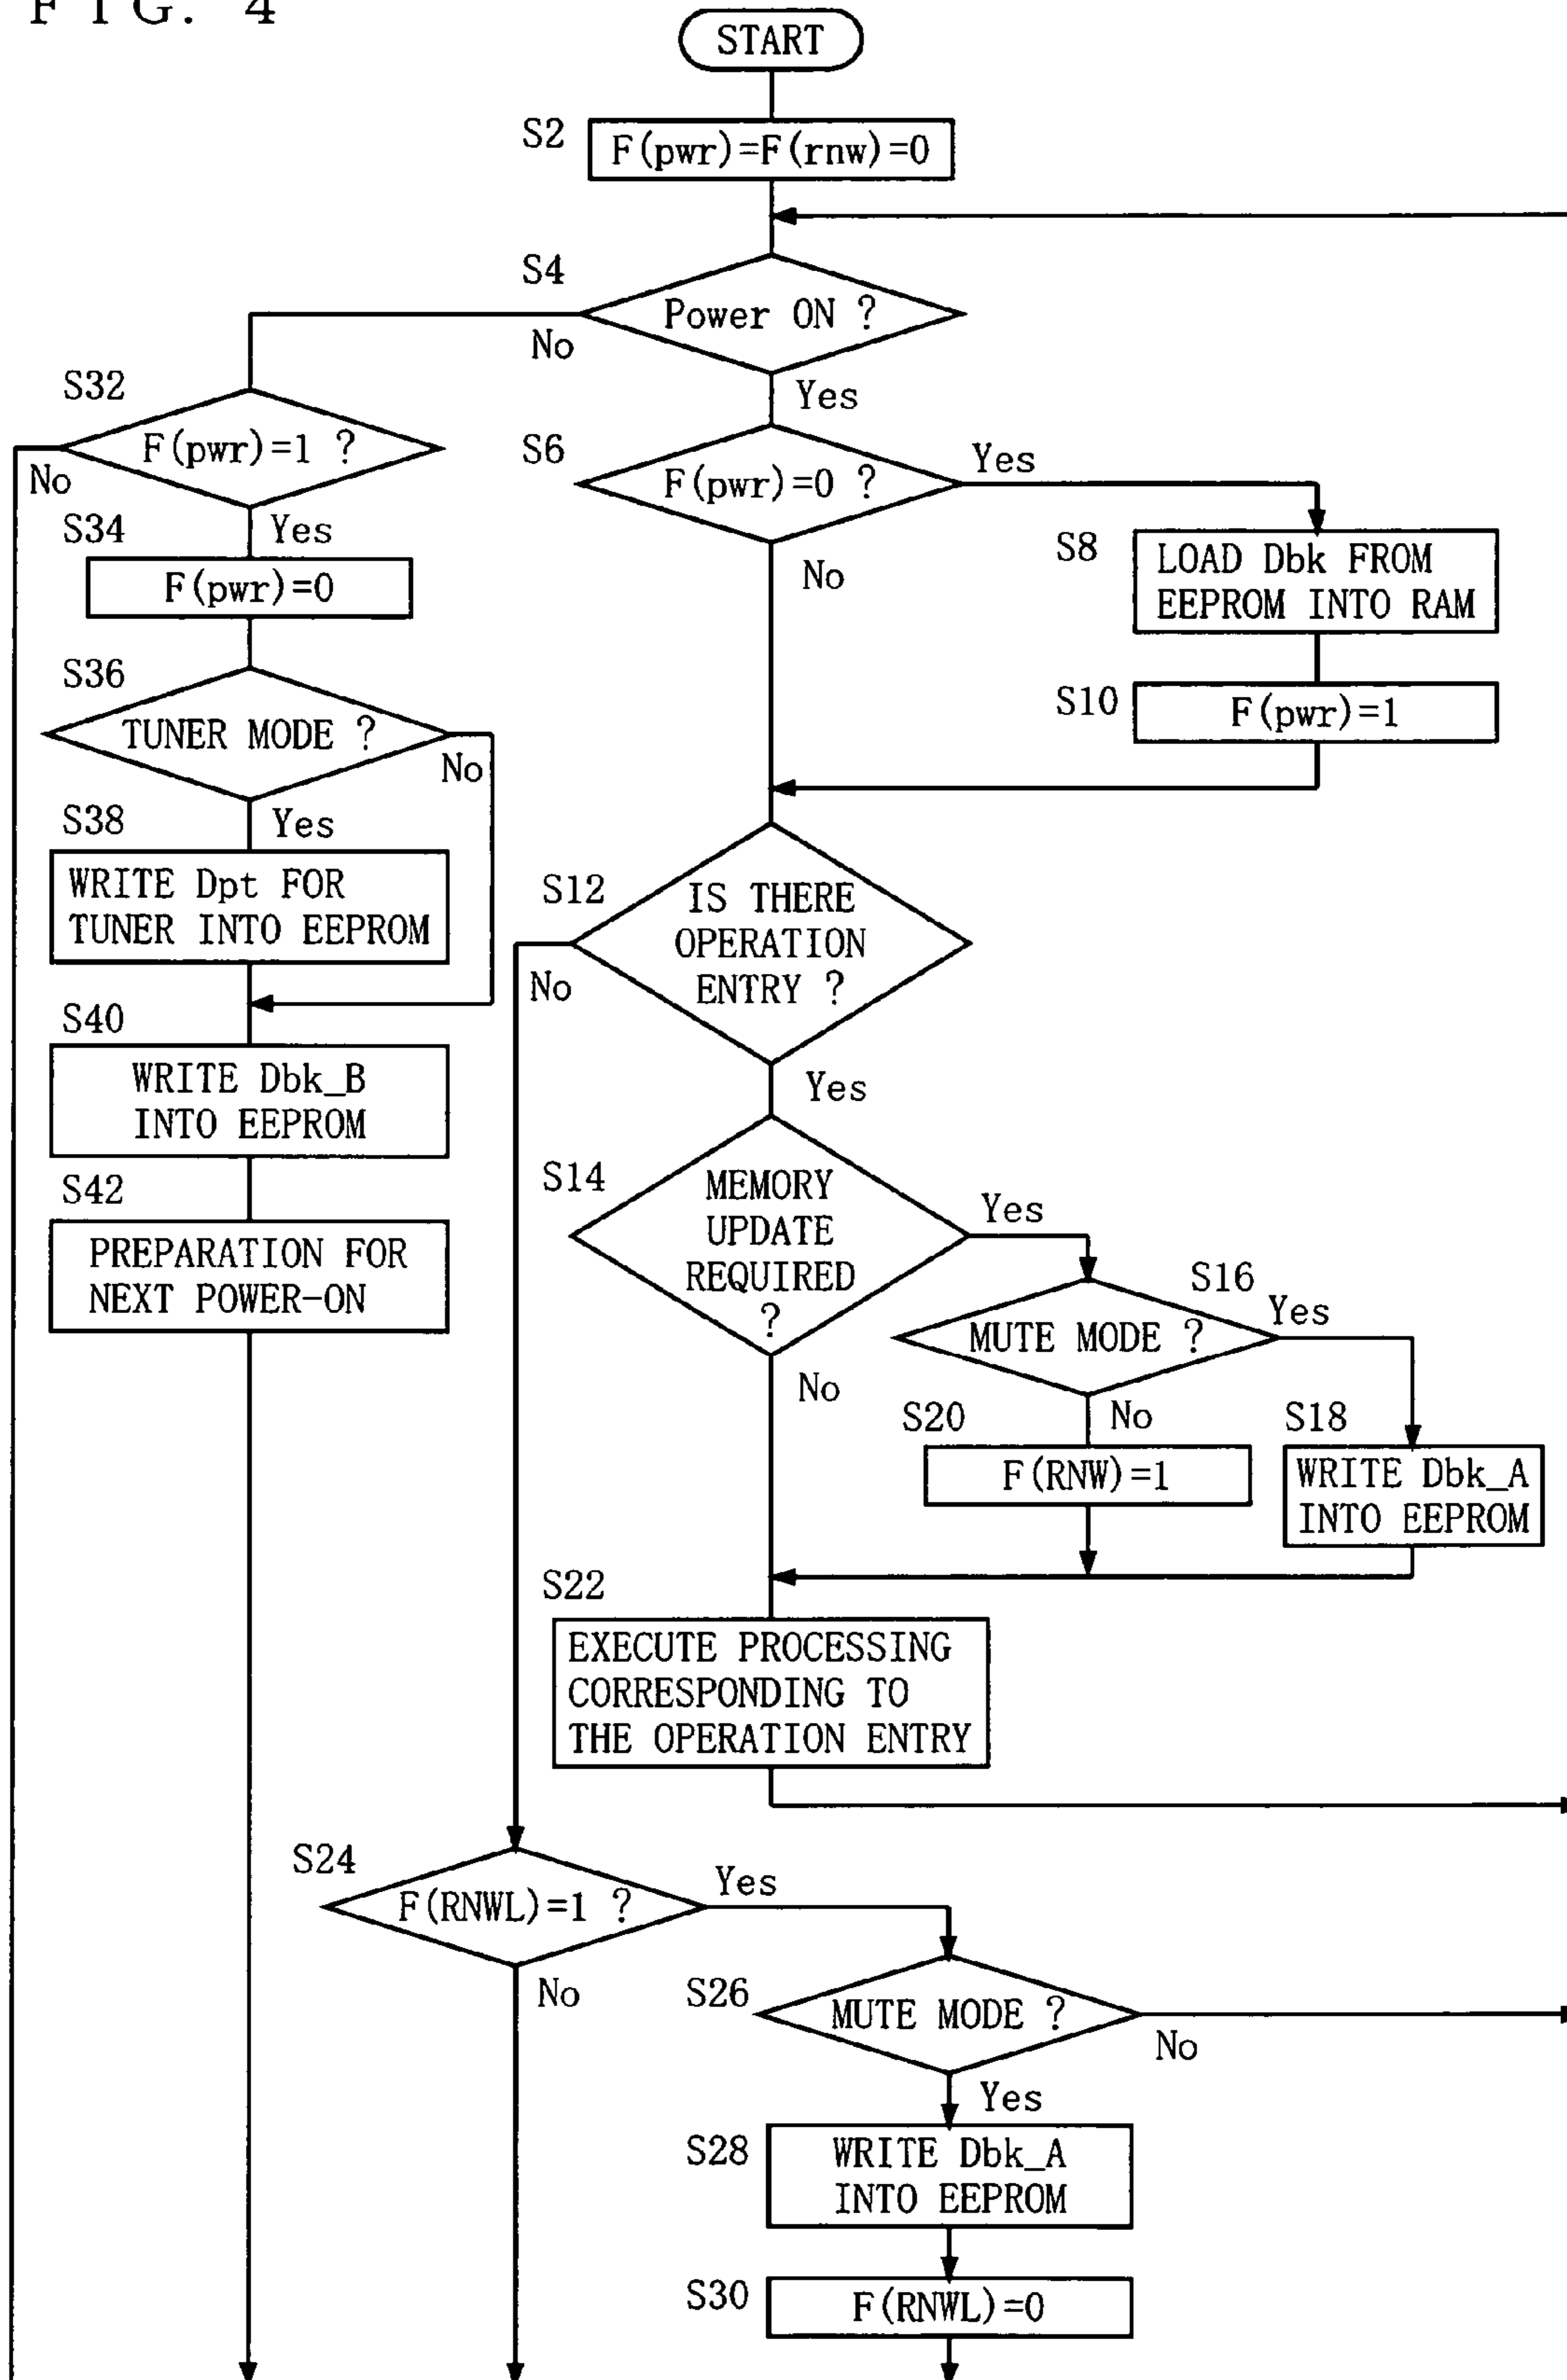 FIG. 4
START
S2
F(pwr)=F(rnw)=0
S4
Power ON ?
No
Yes
S32
F(pwr)=1 ?
No
Yes
S6
F(pwr)=0 ?
Yes
No
S34
F(pwr)=0
S8
LOAD Dbk FROM
EEPROM INTO RAM
S36
TUNER MODE ?
No
Yes
S10
F(pwr)=1
S38
WRITE Dpt FOR
TUNER INTO EEPROM
S12
IS THERE
OPERATION
ENTRY ?
No
Yes
S40
WRITE Dbk_B
INTO EEPROM
S42
PREPARATION FOR
NEXT POWER-ON
S14
MEMORY
UPDATE
REQUIRED
?
Yes
No
S16
MUTE MODE ?
Yes
No
S20
F(RNW)=1
S18
WRITE Dbk_A
INTO EEPROM
S22
EXECUTE PROCESSING
CORRESPONDING TO
THE OPERATION ENTRY
S24
F(RNWL)=1 ?
Yes
No
S26
MUTE MODE ?
No
Yes
S28
WRITE Dbk_A
INTO EEPROM
S30
F(RNWL)=0